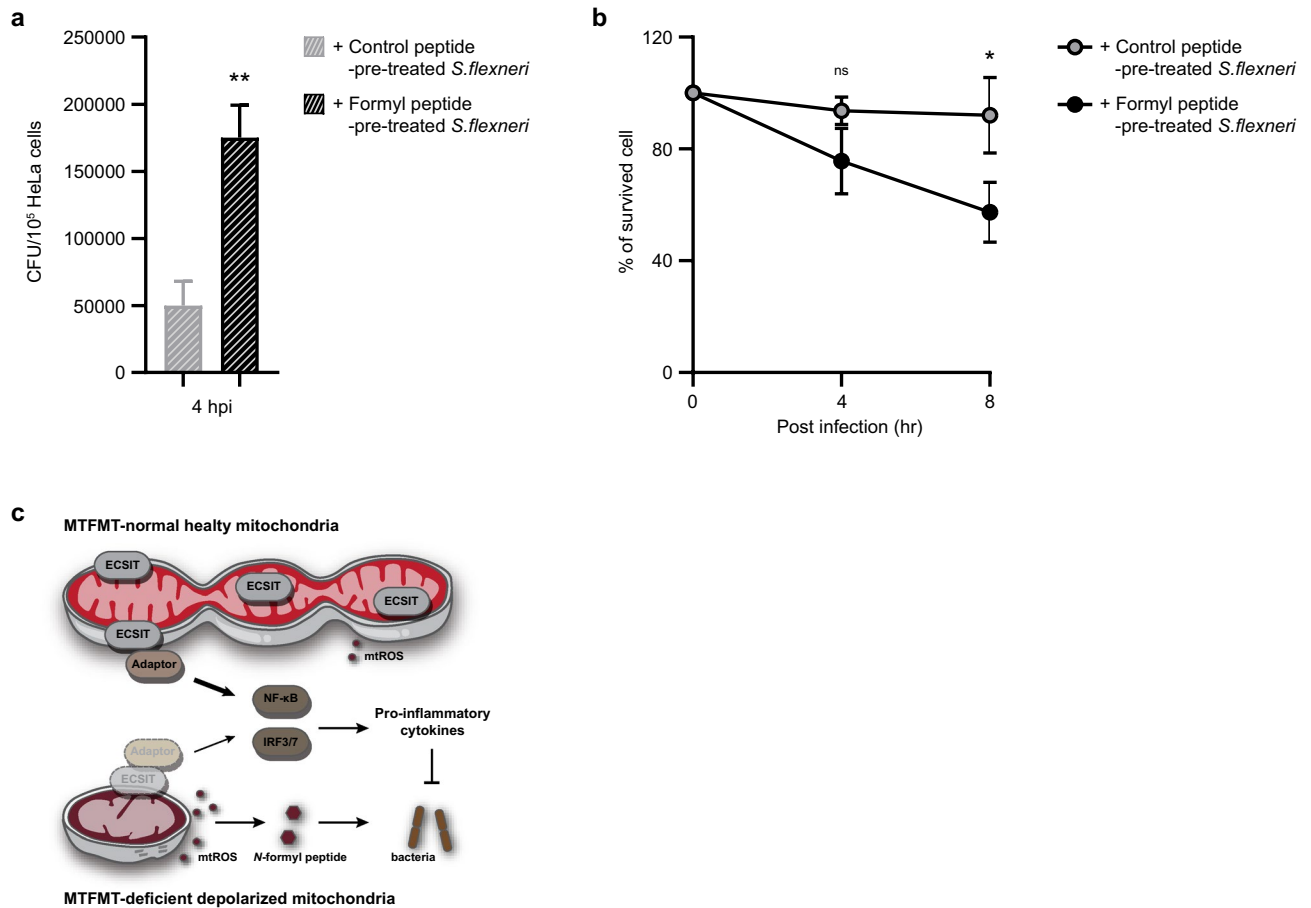 a
250000
200000
150000
100000
50000
0
CFU/10⁵ HeLa cells
**
4 hpi
+ Control peptide
-pre-treated S.flexneri
+ Formyl peptide
-pre-treated S.flexneri
b
120
80
40
0
% of survived cell
ns
*
0 4 8
Post infection (hr)
+ Control peptide
-pre-treated S.flexneri
+ Formyl peptide
-pre-treated S.flexneri
c
MTFMT-normal healty mitochondria
ECSIT
ECSIT
ECSIT
ECSIT
Adaptor
mtROS
NF-κB
IRF3/7
Pro-inflammatory
cytokines
Adaptor
ECSIT
mtROS
N-formyl peptide
bacteria
MTFMT-deficient depolarized mitochondria